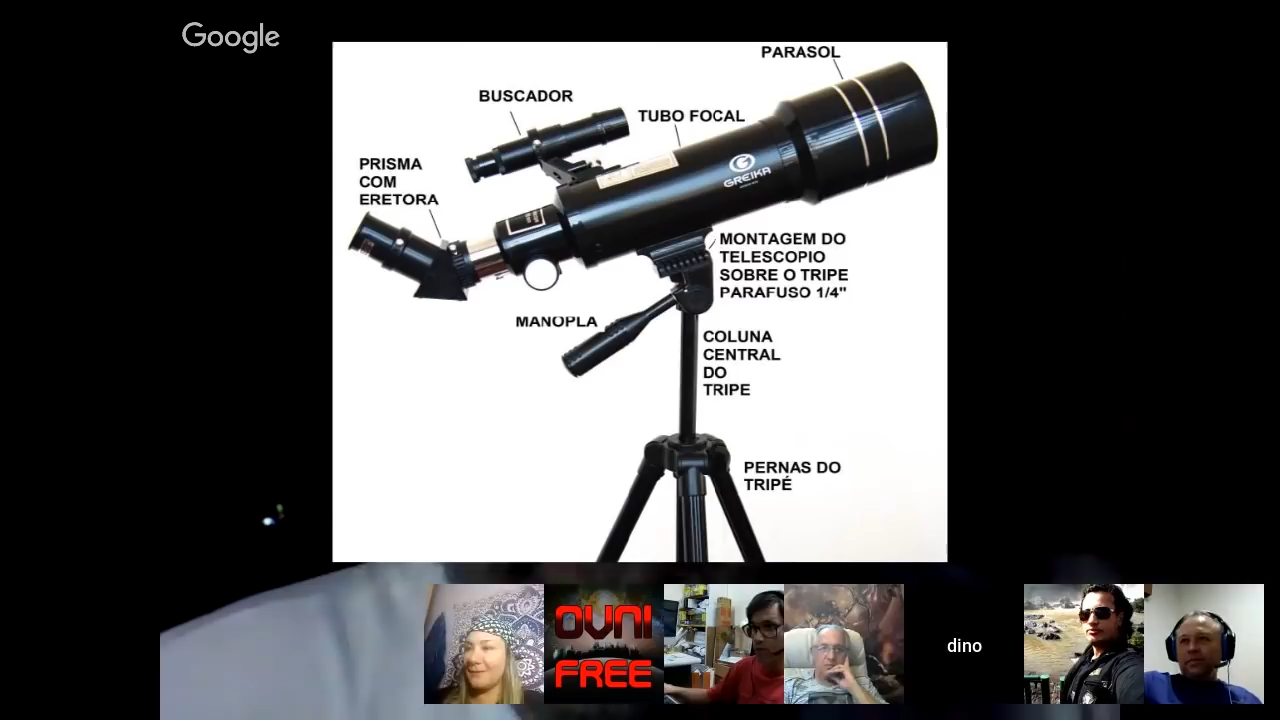 Google
PARASOL
BUSCADOR
TUBO FOCAL
PRISMA
COM
ERETORA
GREIKA
MONTAGEM DO
TELESCOPIO
SOBRE O TRIPE
PARAFUSO 1/4"
MANOPLA
COLUNA
CENTRAL
DO
TRIPE
PERNAS DO
TRIPÉ
OVNI
FREE
dino